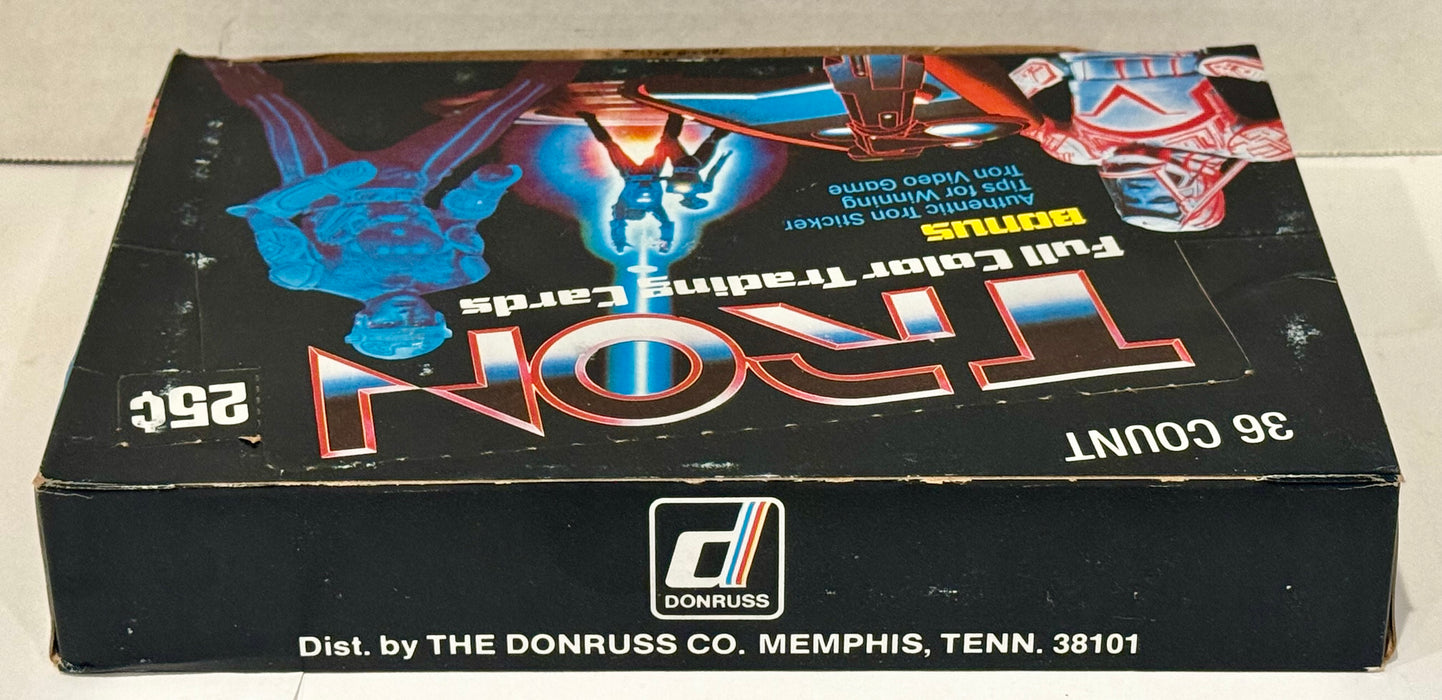 36 COUNT
TRON
25¢
Full Color Trading Cards
Bonus
Authentic Tron Sticker
Tips for Winning
Tron Video Game
d
DONRUSS
Dist. by THE DONRUSS CO. MEMPHIS, TENN. 38101